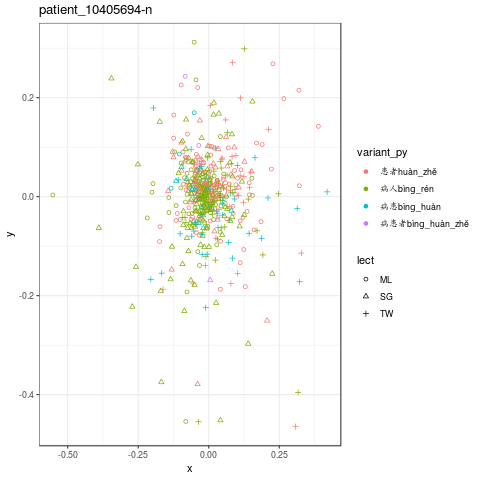 patient_10405694-n
variant_py
患者huàn_zhě
病人bìng_rén
病患bìng_huàn
病患者bìng_huàn_zhě
lect
ML
SG
TW
0.2
0.0
-0.2
-0.4
-0.50
-0.25
0.00
0.25
x
y